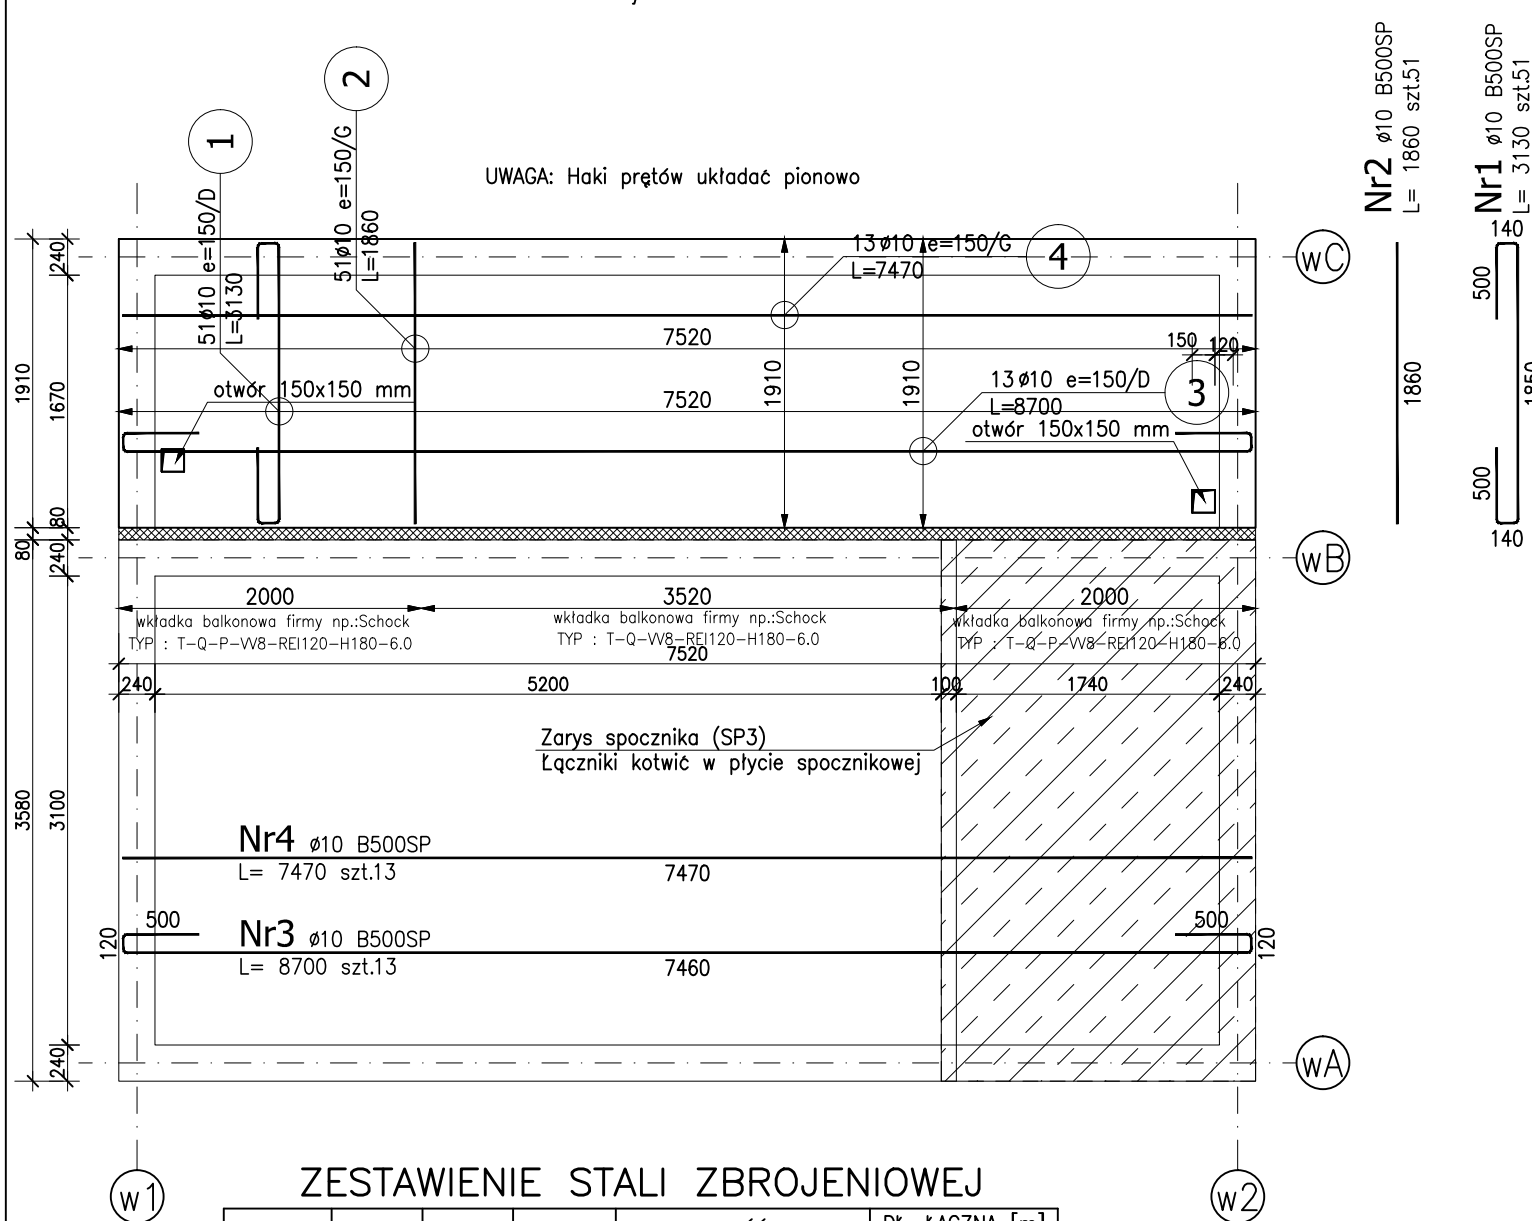 2
1
51ø10 e=150/D
L=3130
51ø10 e=150/G
L=1860
UWAGA: Haki prętów układać pionowo
Nr2 ø10 B500SP
L= 1860 szt.51
1860
Nr1 ø10 B500SP
L= 3130 szt.51
140
500
500
1850
140
13ø10 e=150/G
L=7470
4
wC
240
1910
1670
80
7520
150
120
1910
1910
3
13ø10 e=150/D
L=8700
otwór 150x150 mm
7520
otwór 150x150 mm
80
240
wB
2000
3520
2000
wkładka balkonowa firmy np.:Schock
TYP : T-Q-P-VV8-REI120-H180-6.0
wkładka balkonowa firmy np.:Schock
TYP : T-Q-P-VV8-REI120-H180-6.0
wkładka balkonowa firmy np.:Schock
TYP : T-Q-P-VV8-REI120-H180-6.0
7520
240
5200
100
1740
240
Zarys spocznika (SP3)
Łączniki kotwić w płycie spocznikowej
3580
3100
Nr4 ø10 B500SP
L= 7470 szt.13
7470
500
120
Nr3 ø10 B500SP
L= 8700 szt.13
7460
500
120
240
wA
w1
w2
ZESTAWIENIE STALI ZBROJENIOWEJ